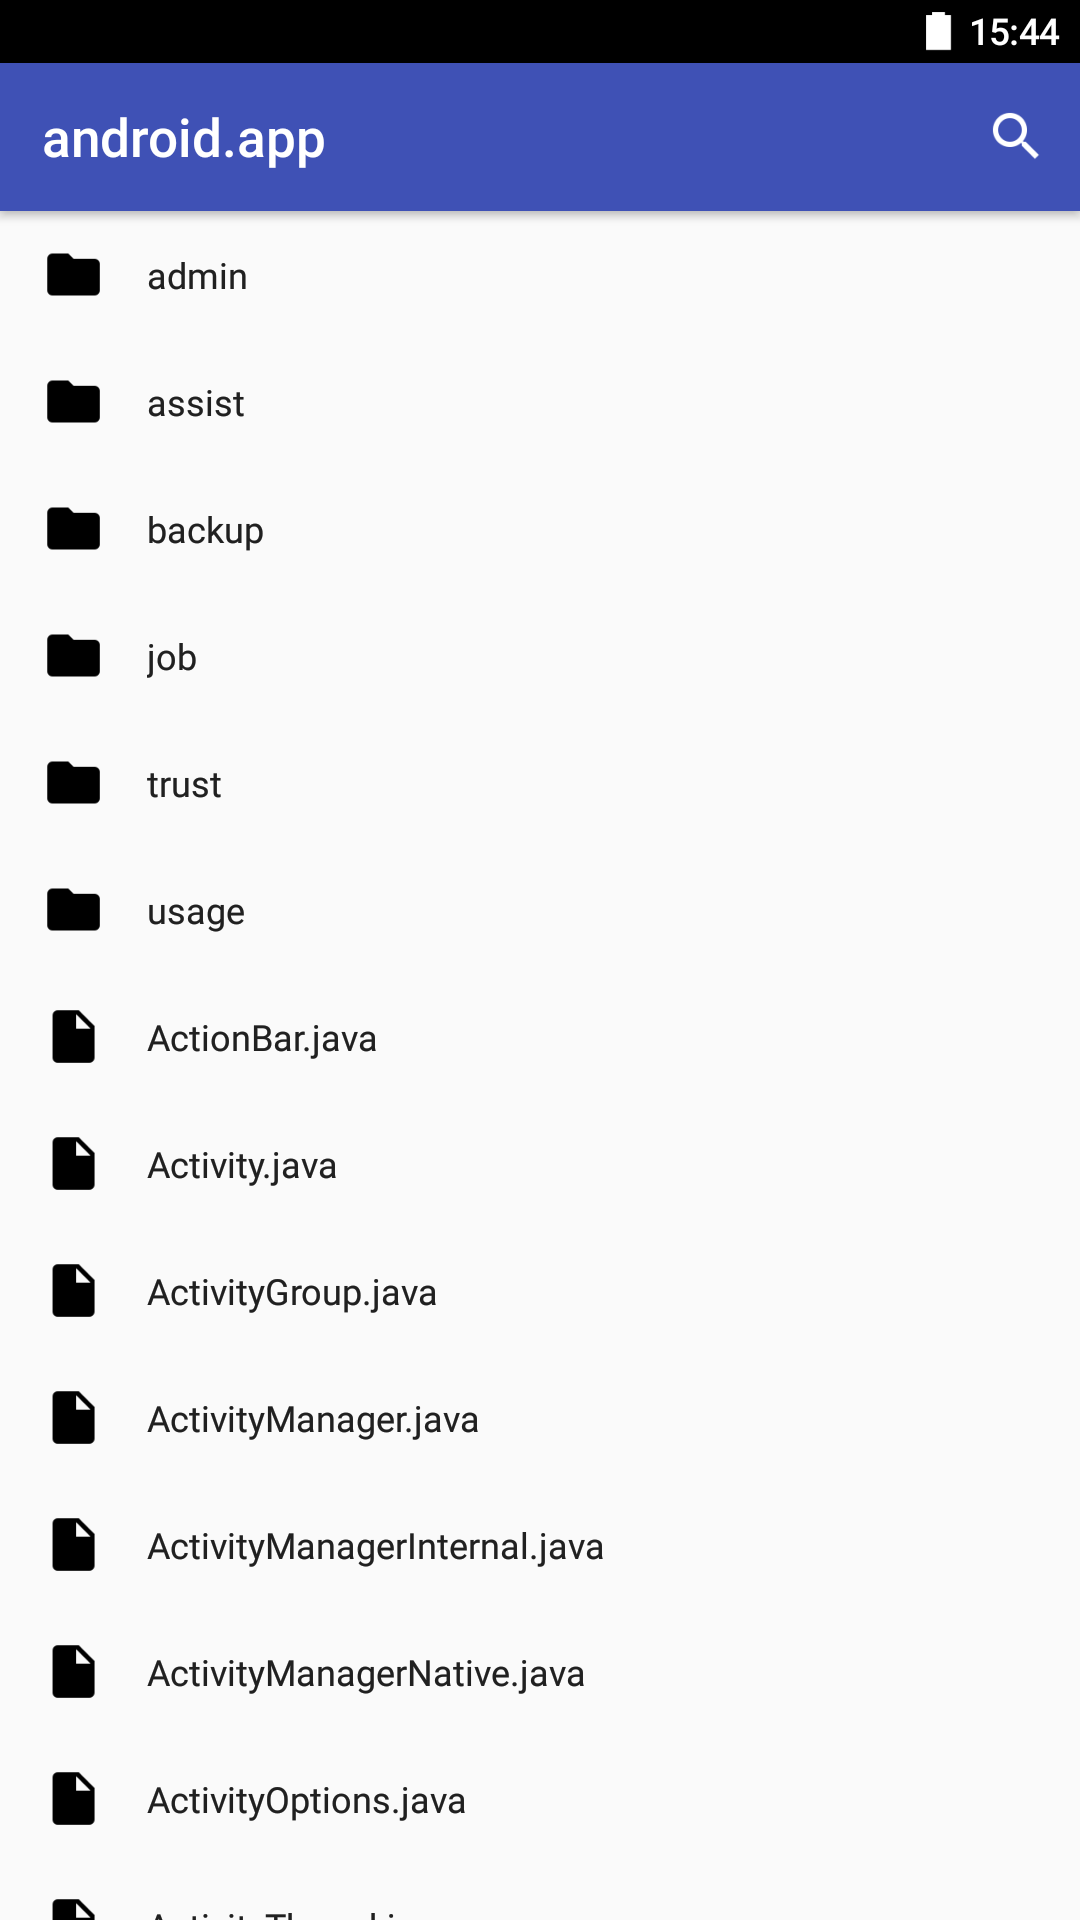 15:44
android.app
admin
assist
backup
job
trust
usage
ActionBar.java
Activity.java
ActivityGroup.java
ActivityManager.java
ActivityManagerInternal.java
ActivityManagerNative.java
ActivityOptions.java